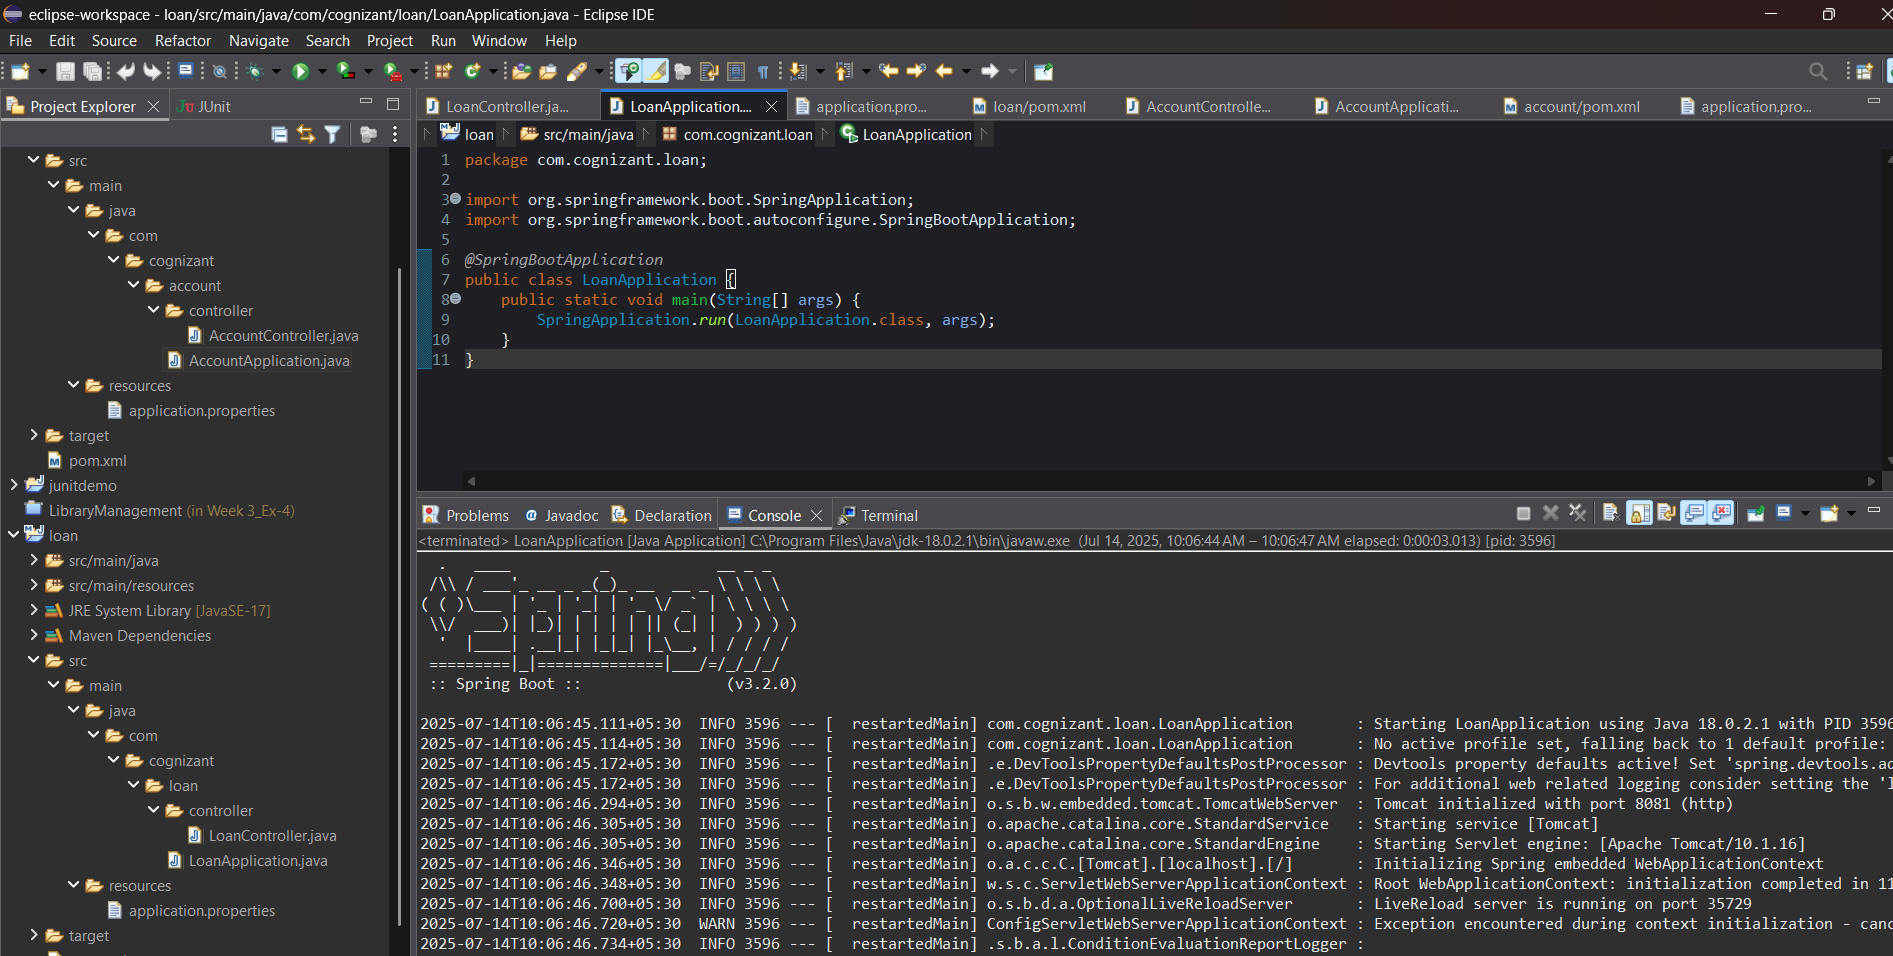 eclipse-workspace - loan/src/main/java/com/cognizant/loan/LoanApplication.java - Eclipse IDE
File Edit Source Refactor Navigate Search Project Run Window Help
Project Explorer
JUnit
src
main
java
com
cognizant
account
controller
AccountController.java
AccountApplication.java
resources
application.properties
target
pom.xml
junitdemo
LibraryManagement (in Week 3_Ex-4)
loan
src/main/java
src/main/resources
JRE System Library [JavaSE-17]
Maven Dependencies
src
main
java
com
cognizant
loan
controller
LoanController.java
LoanApplication.java
resources
application.properties
target
LoanController.ja... LoanApplication.... application.pro... loan/pom.xml AccountControlle... AccountApplicati... account/pom.xml application.pro...
loan src/main/java com.cognizant.loan LoanApplication
1 package com.cognizant.loan;
2
3 import org.springframework.boot.SpringApplication;
4 import org.springframework.boot.autoconfigure.SpringBootApplication;
5
6 @SpringBootApplication
7 public class LoanApplication {
8 public static void main(String[] args) {
9 SpringApplication.run(LoanApplication.class, args);
10 }
11 }
Problems Javadoc Declaration Console Terminal
<terminated> LoanApplication [Java Application] C:\Program Files\Java\jdk-18.0.2.1\bin\javaw.exe (Jul 14, 2025, 10:06:44 AM – 10:06:47 AM elapsed: 0:00:03.013) [pid: 3596]
Spring
:: Spring Boot :: (v3.2.0)
2025-07-14T10:06:45.111+05:30 INFO 3596 --- [ restartedMain] com.cognizant.loan.LoanApplication : Starting LoanApplication using Java 18.0.2.1 with PID 3596
2025-07-14T10:06:45.114+05:30 INFO 3596 --- [ restartedMain] com.cognizant.loan.LoanApplication : No active profile set, falling back to 1 default profile:
2025-07-14T10:06:45.172+05:30 INFO 3596 --- [ restartedMain] .e.DevToolsPropertyDefaultsPostProcessor : Devtools property defaults active! Set 'spring.devtools.ad
2025-07-14T10:06:45.172+05:30 INFO 3596 --- [ restartedMain] .e.DevToolsPropertyDefaultsPostProcessor : For additional web related logging consider setting the 'l
2025-07-14T10:06:46.294+05:30 INFO 3596 --- [ restartedMain] o.s.b.w.embedded.tomcat.TomcatWebServer : Tomcat initialized with port 8081 (http)
2025-07-14T10:06:46.305+05:30 INFO 3596 --- [ restartedMain] o.apache.catalina.core.StandardService : Starting service [Tomcat]
2025-07-14T10:06:46.305+05:30 INFO 3596 --- [ restartedMain] o.apache.catalina.core.StandardEngine : Starting Servlet engine: [Apache Tomcat/10.1.16]
2025-07-14T10:06:46.346+05:30 INFO 3596 --- [ restartedMain] o.a.c.c.C.[Tomcat].[localhost].[/] : Initializing Spring embedded WebApplicationContext
2025-07-14T10:06:46.348+05:30 INFO 3596 --- [ restartedMain] w.s.c.ServletWebServerApplicationContext : Root WebApplicationContext: initialization completed in 11
2025-07-14T10:06:46.700+05:30 INFO 3596 --- [ restartedMain] o.s.b.d.a.OptionalLiveReloadServer : LiveReload server is running on port 35729
2025-07-14T10:06:46.720+05:30 WARN 3596 --- [ restartedMain] ConfigServletWebServerApplicationContext : Exception encountered during context initialization - canc
2025-07-14T10:06:46.734+05:30 INFO 3596 --- [ restartedMain] .s.b.a.l.ConditionEvaluationReportLogger :